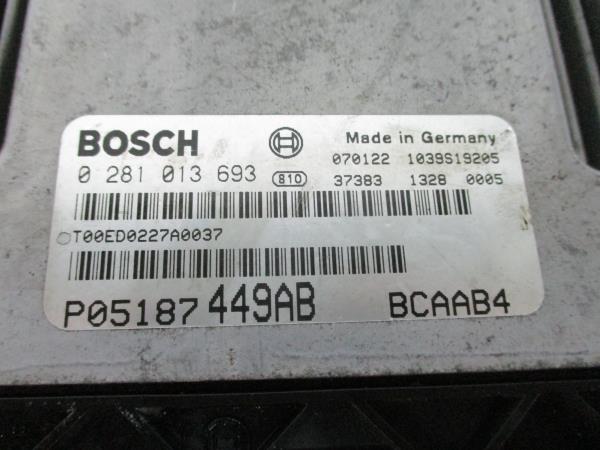 BOSCH Made in Germany
0 281 013 693 810 070122 1039S19205
37383 1328 0005
T00ED0227A0037
P05187449AB BCAAB4